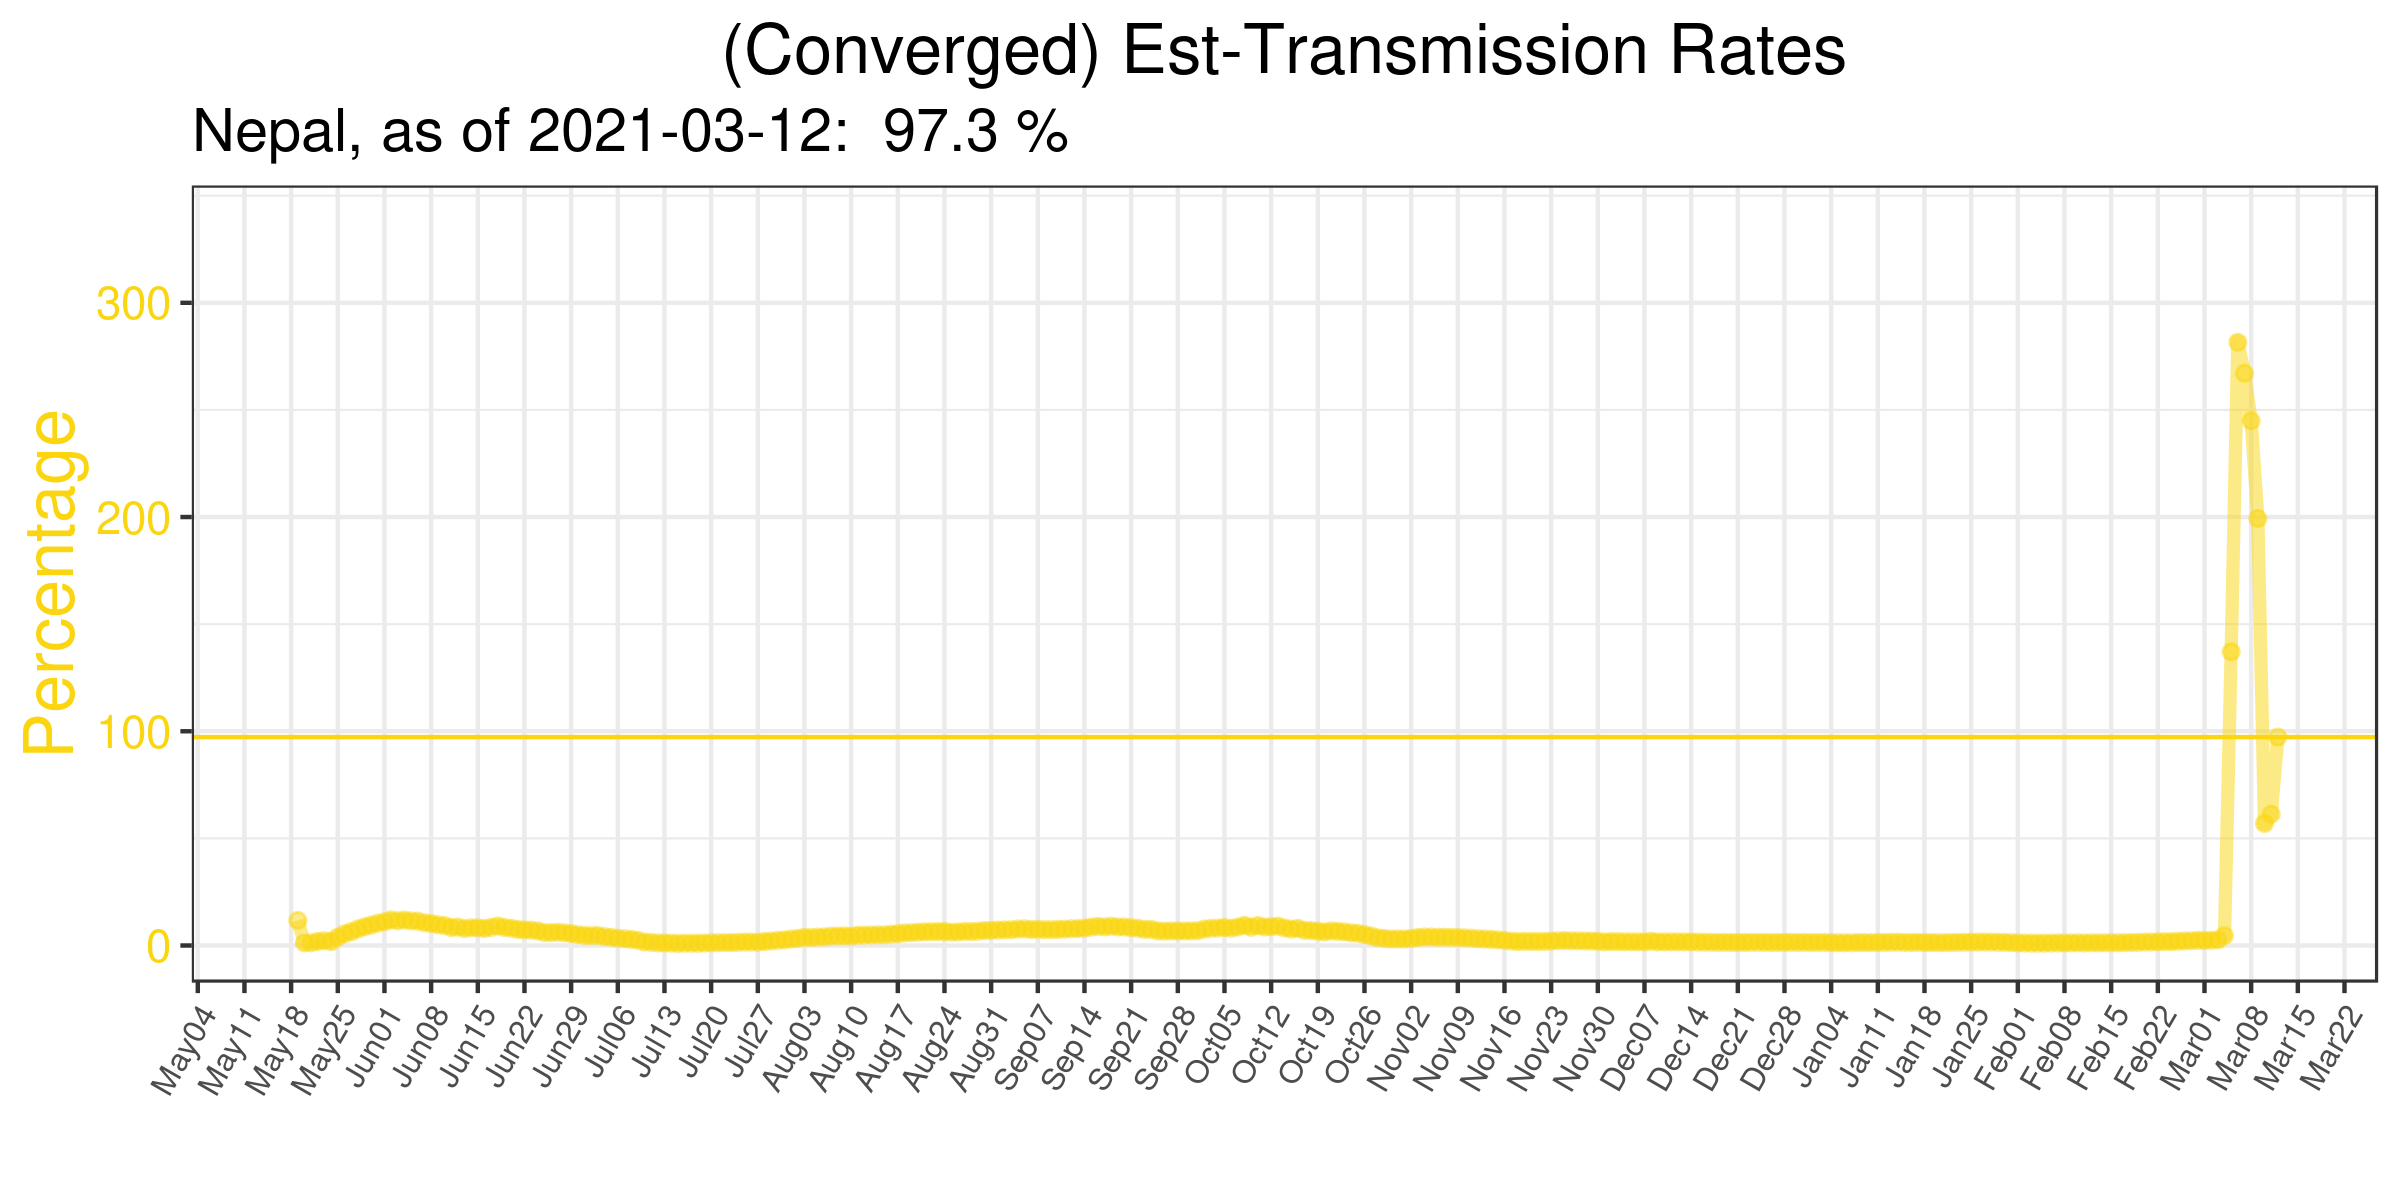 (Converged) Est-Transmission Rates
Nepal, as of 2021-03-12:  97.3 %
Percentage
300
200
100
0
May04
May11
May18
May25
Jun01
Jun08
Jun15
Jun22
Jun29
Jul06
Jul13
Jul20
Jul27
Aug03
Aug10
Aug17
Aug24
Aug31
Sep07
Sep14
Sep21
Sep28
Oct05
Oct12
Oct19
Oct26
Nov02
Nov09
Nov16
Nov23
Nov30
Dec07
Dec14
Dec21
Dec28
Jan04
Jan11
Jan18
Jan25
Feb01
Feb08
Feb15
Feb22
Mar01
Mar08
Mar15
Mar22